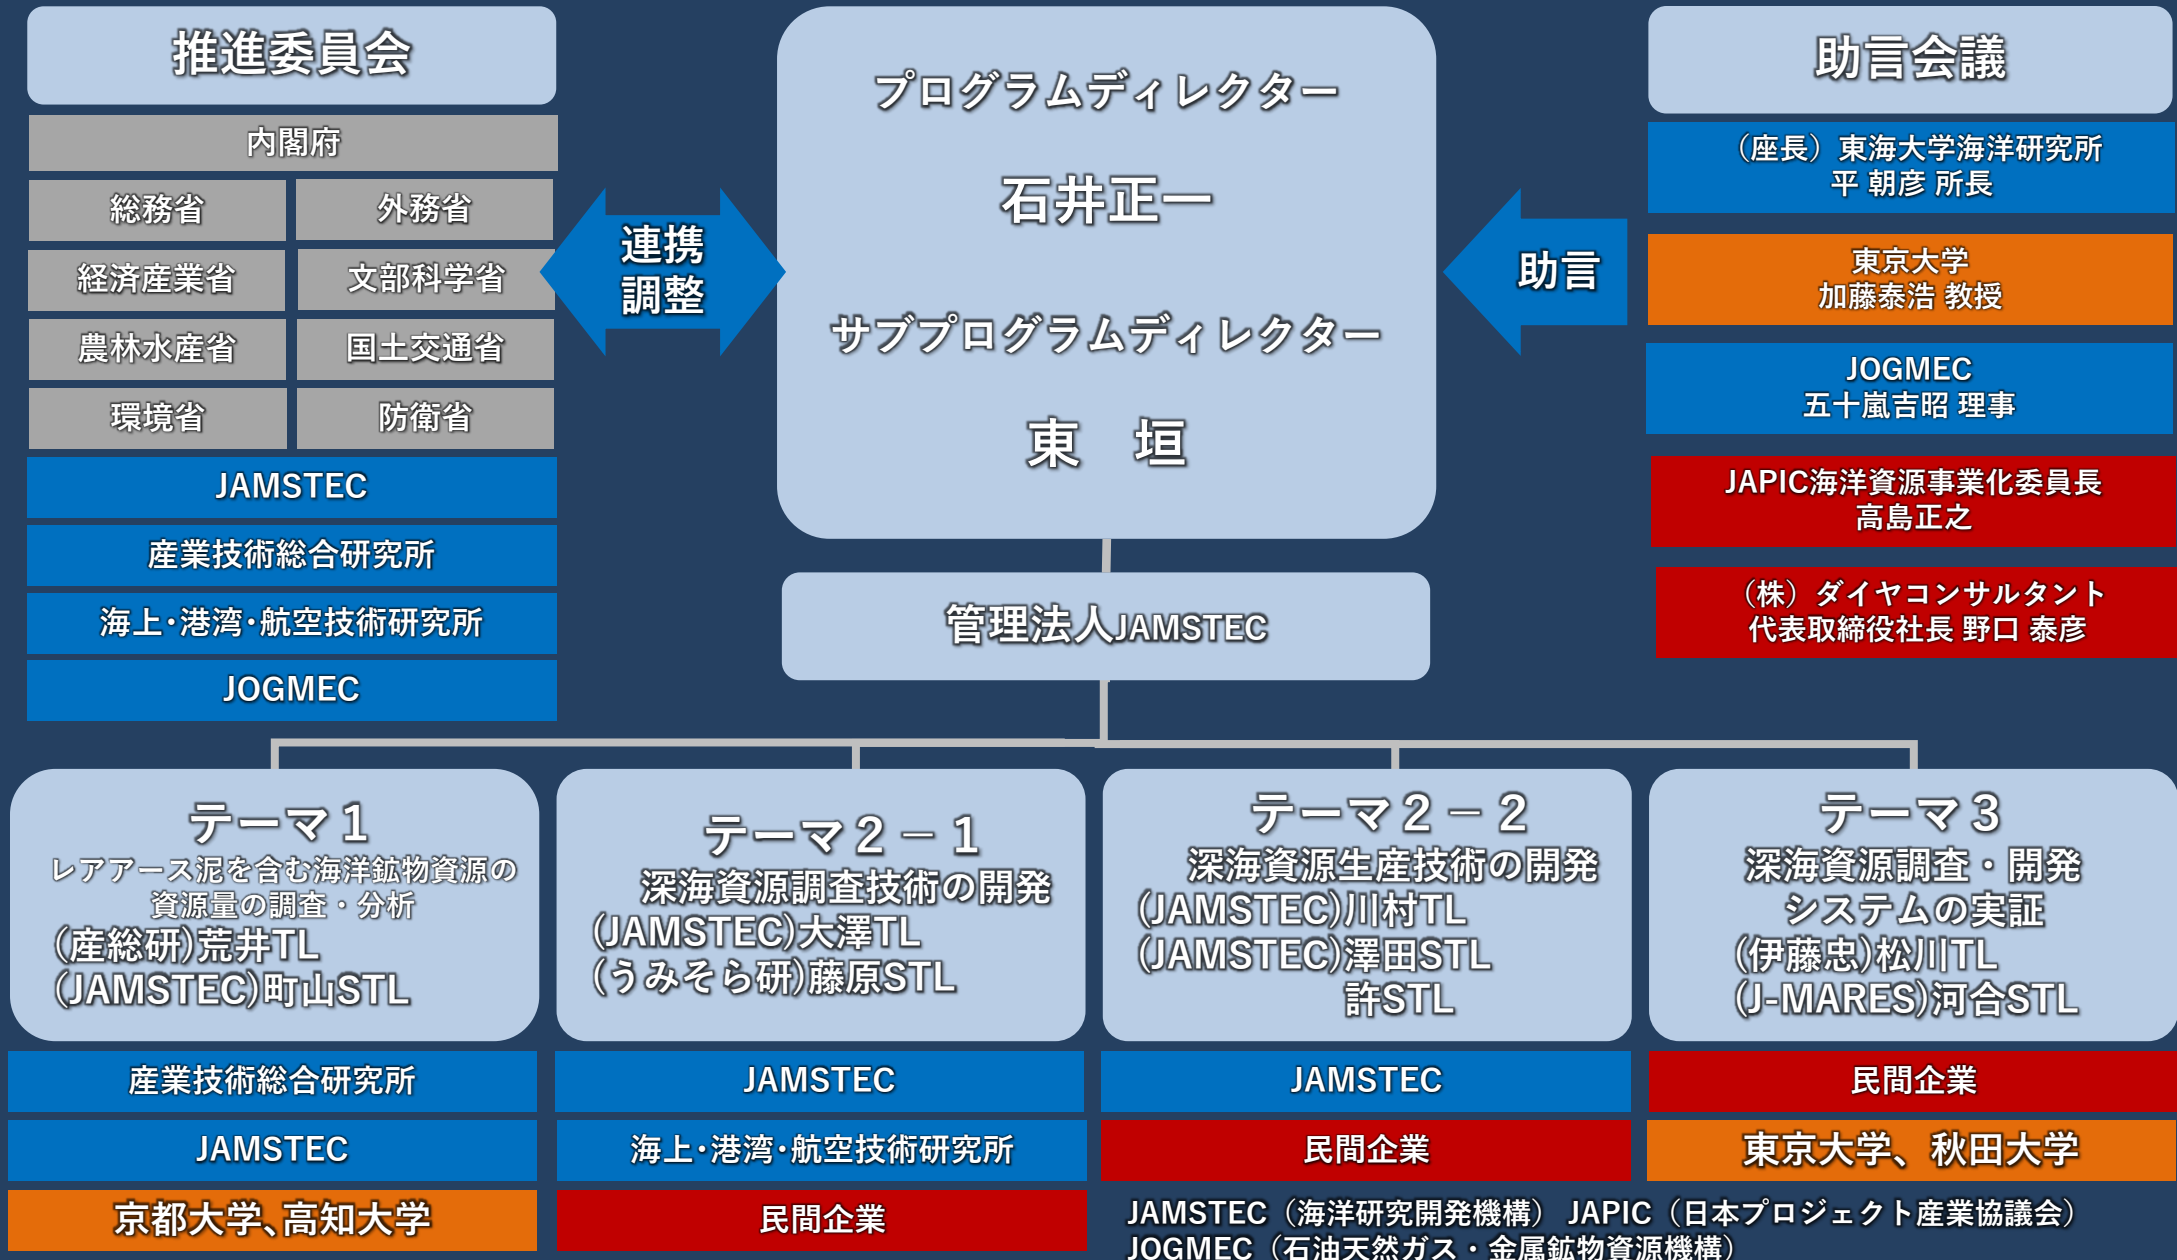 推進委員会
内閣府
総務省
外務省
経済産業省
文部科学省
農林水産省
国土交通省
環境省
防衛省
JAMSTEC
産業技術総合研究所
海上･港湾･航空技術研究所
JOGMEC
連携
調整
プログラムディレクター
石井正一
サブプログラムディレクター
東　垣
助言
助言会議
（座長）東海大学海洋研究所
平 朝彦 所長
東京大学
加藤泰浩 教授
JOGMEC
五十嵐吉昭 理事
JAPIC海洋資源事業化委員長
高島正之
（株）ダイヤコンサルタント
代表取締役社長 野口 泰彦
管理法人JAMSTEC
テーマ１
レアアース泥を含む海洋鉱物資源の
資源量の調査・分析
(産総研)荒井TL
(JAMSTEC)町山STL
産業技術総合研究所
JAMSTEC
京都大学､高知大学
テーマ２－１
深海資源調査技術の開発
(JAMSTEC)大澤TL
(うみそら研)藤原STL
JAMSTEC
海上･港湾･航空技術研究所
民間企業
テーマ２－２
深海資源生産技術の開発
(JAMSTEC)川村TL
(JAMSTEC)澤田STL
許STL
JAMSTEC
民間企業
テーマ３
深海資源調査・開発
システムの実証
(伊藤忠)松川TL
(J-MARES)河合STL
民間企業
東京大学、秋田大学
JAMSTEC（海洋研究開発機構） JAPIC（日本プロジェクト産業協議会）
JOGMEC（石油天然ガス・金属鉱物資源機構）